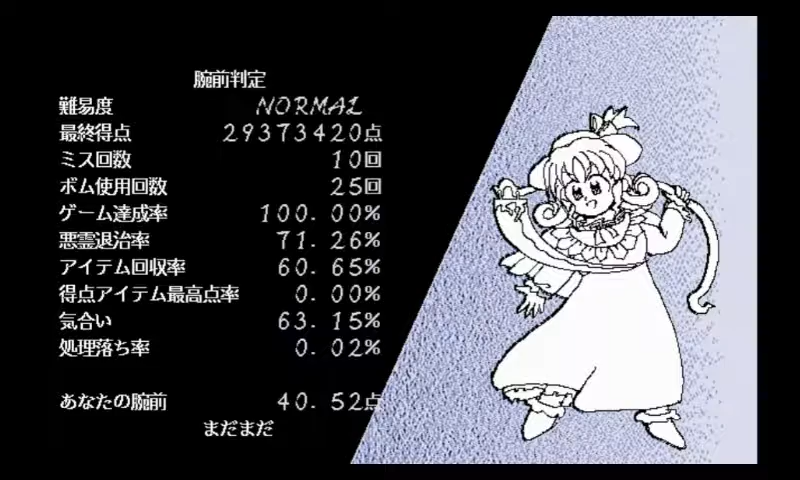 腕前判定
難易度 NORMAL
最終得点 29373420点
ミス回数 10回
ボム使用回数 25回
ゲーム達成率 100.00%
悪霊退治率 71.26%
アイテム回収率 60.65%
得点アイテム最高点率 0.00%
気合い 63.15%
処理落ち率 0.02%
あなたの腕前 40.52点
まだまだ